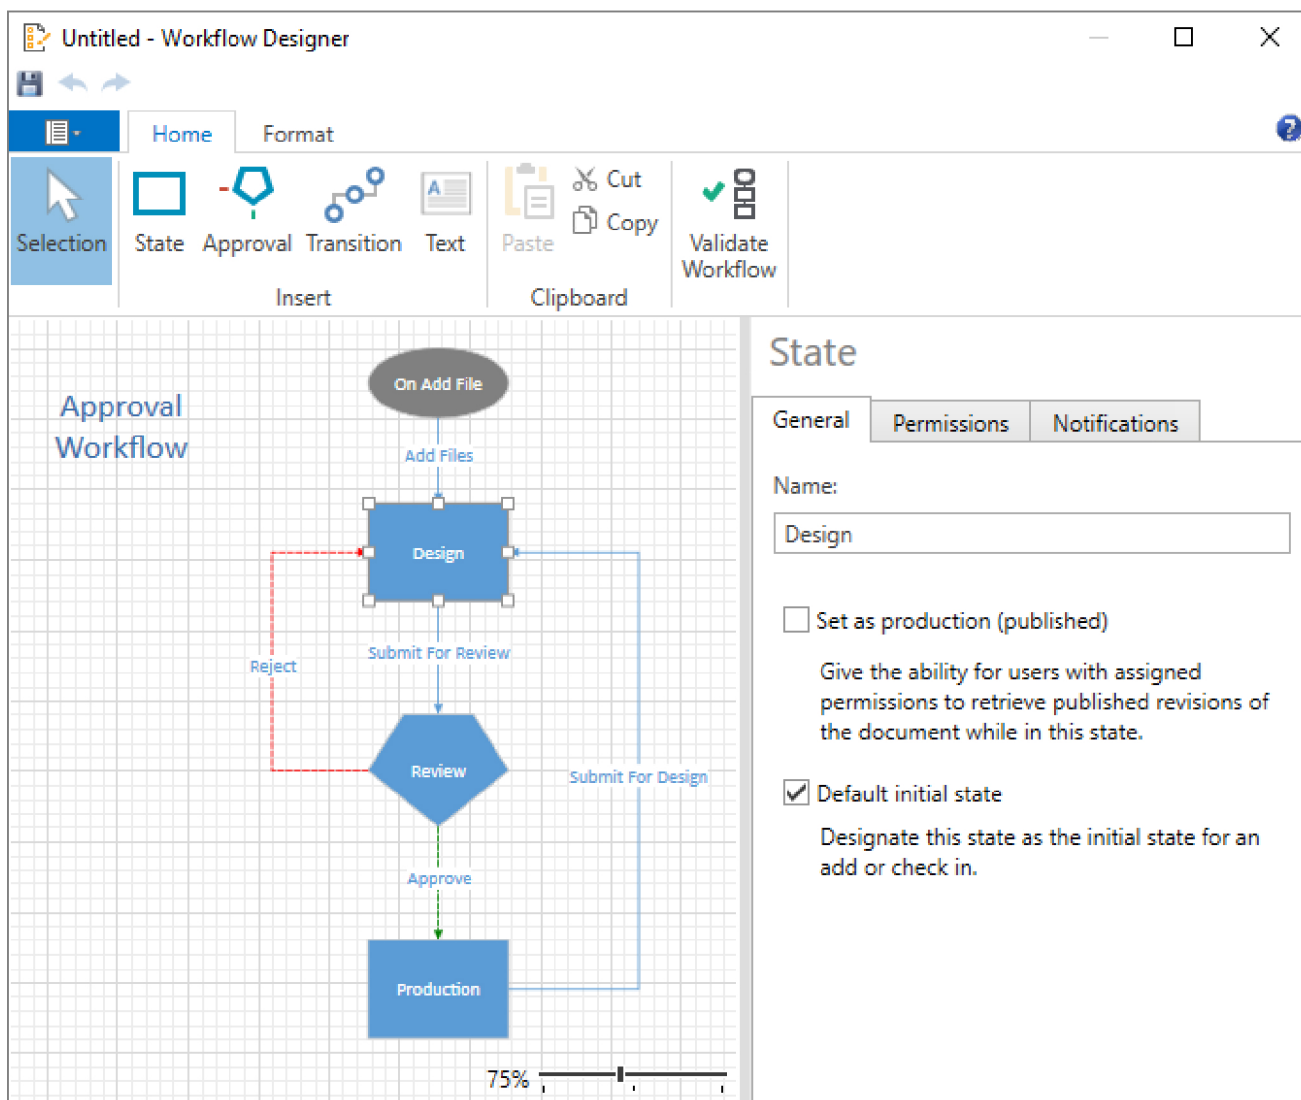 Untitled - Workflow Designer
Home
Format
Selection
State
Approval
Transition
Text
Insert
Paste
Cut
Copy
Clipboard
Validate
Workflow
Approval
Workflow
On Add File
Add Files
Design
Submit For Review
Reject
Review
Submit For Design
Approve
Production
75%
State
General
Permissions
Notifications
Name:
Design
Set as production (published)
Give the ability for users with assigned
permissions to retrieve published revisions of
the document while in this state.
Default initial state
Designate this state as the initial state for an
add or check in.